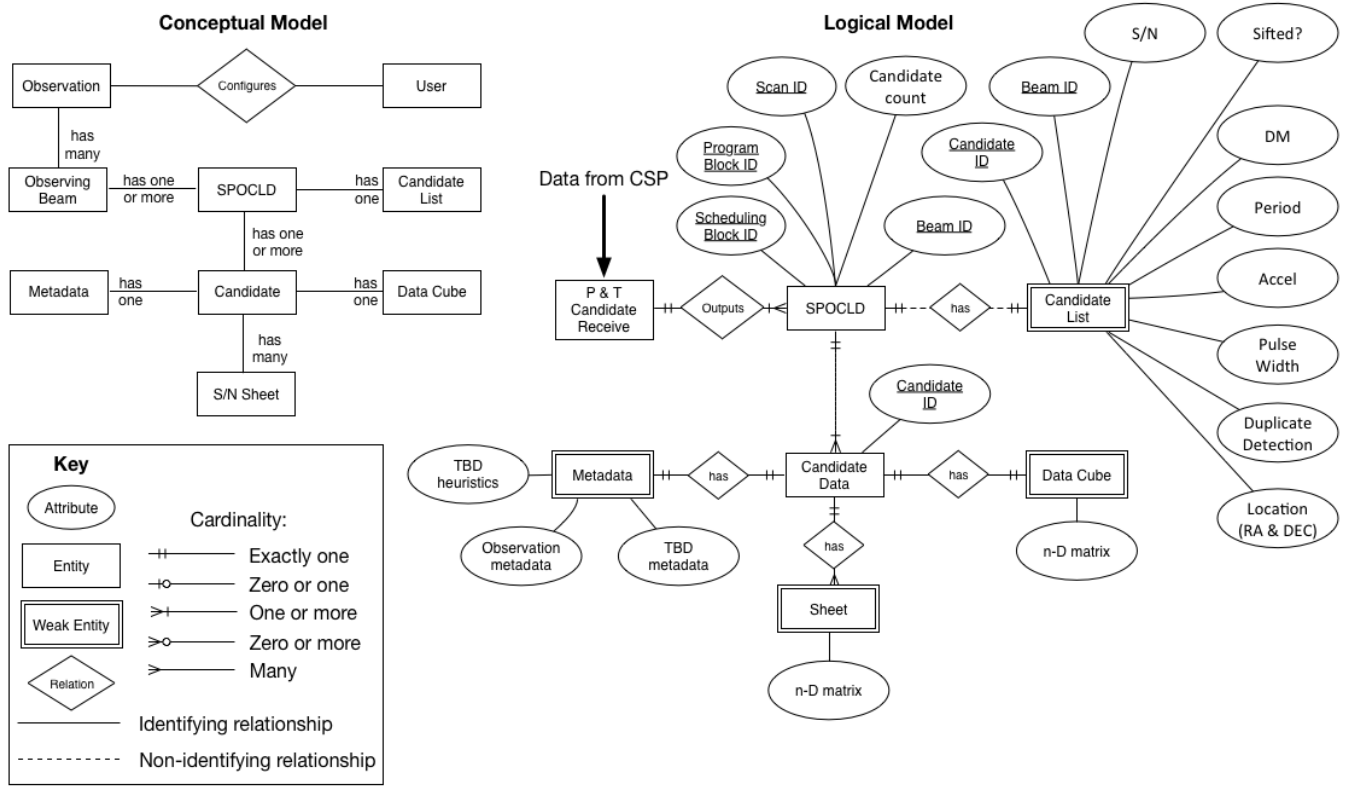 Conceptual Model
Observation
Configures
User
has
many
Observing
Beam
has one
or more
SPOCLD
has
one
Candidate
List
has one
or more
Metadata
has
one
Candidate
has
one
Data Cube
has
many
S/N Sheet
Key
Attribute
Entity
Weak Entity
Relation
Cardinality:
Exactly one
Zero or one
One or more
Zero or more
Many
Identifying relationship
Non-identifying relationship
Logical Model
Data from CSP
P & T
Candidate
Receive
Outputs
Scheduling
Block ID
Program
Block ID
Scan ID
Candidate
count
Beam ID
SPOCLD
has
Candidate
List
Candidate
ID
Beam ID
S/N
Sifted?
DM
Period
Accel
Pulse
Width
Duplicate
Detection
Location
(RA & DEC)
Candidate
ID
TBD
heuristics
Metadata
has
Candidate
Data
has
Data Cube
Observation
metadata
TBD
metadata
has
n-D matrix
Sheet
n-D matrix